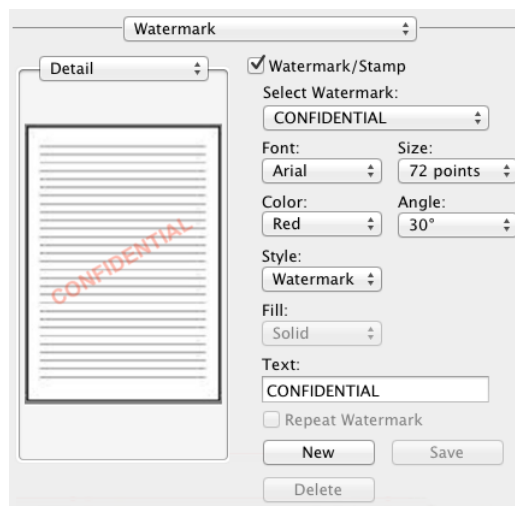 Watermark
Detail
Watermark/Stamp
Select Watermark:
CONFIDENTIAL
Font: Size:
Arial 72 points
Color: Angle:
Red 30°
Style:
Watermark
Fill:
Solid
Text:
CONFIDENTIAL
Repeat Watermark
New Save
Delete
CONFIDENTIAL